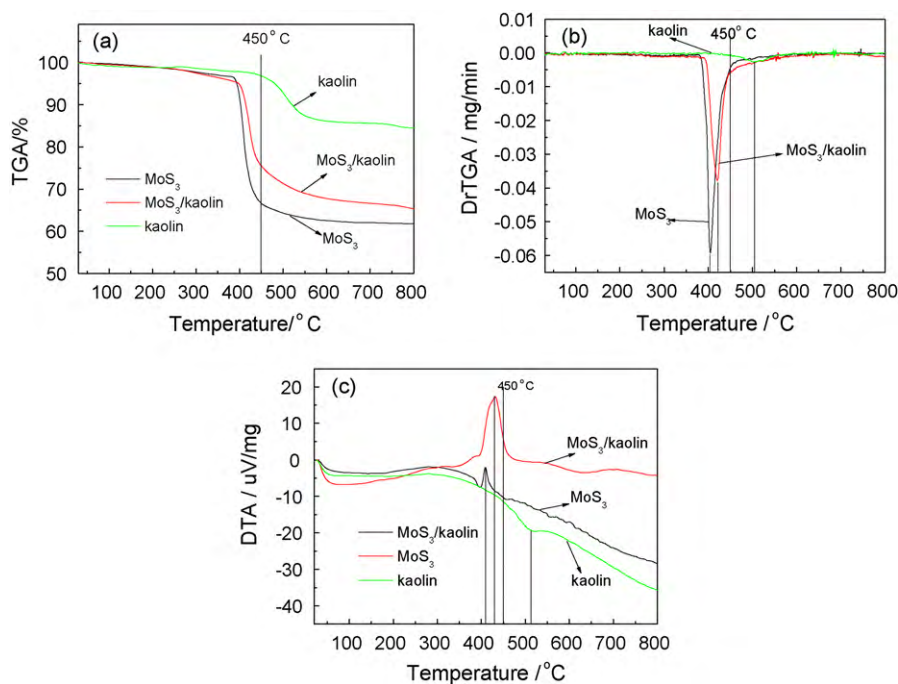 (a)
450° C
100
90
80
70
60
50
TGA/%
kaolin
MoS3/kaolin
MoS3
MoS3
MoS3/kaolin
kaolin
100 200 300 400 500 600 700 800
Temperature/°C
(b)
kaolin
450° C
0.01
0.00
-0.01
-0.02
-0.03
-0.04
-0.05
-0.06
DrTGA / mg/min
MoS3/kaolin
MoS3
100 200 300 400 500 600 700 800
Temperature /°C
(c)
450° C
20
10
0
-10
-20
-30
-40
DTA / uV/mg
MoS3/kaolin
MoS3
kaolin
MoS3/kaolin
MoS3
kaolin
100 200 300 400 500 600 700 800
Temperature /°C